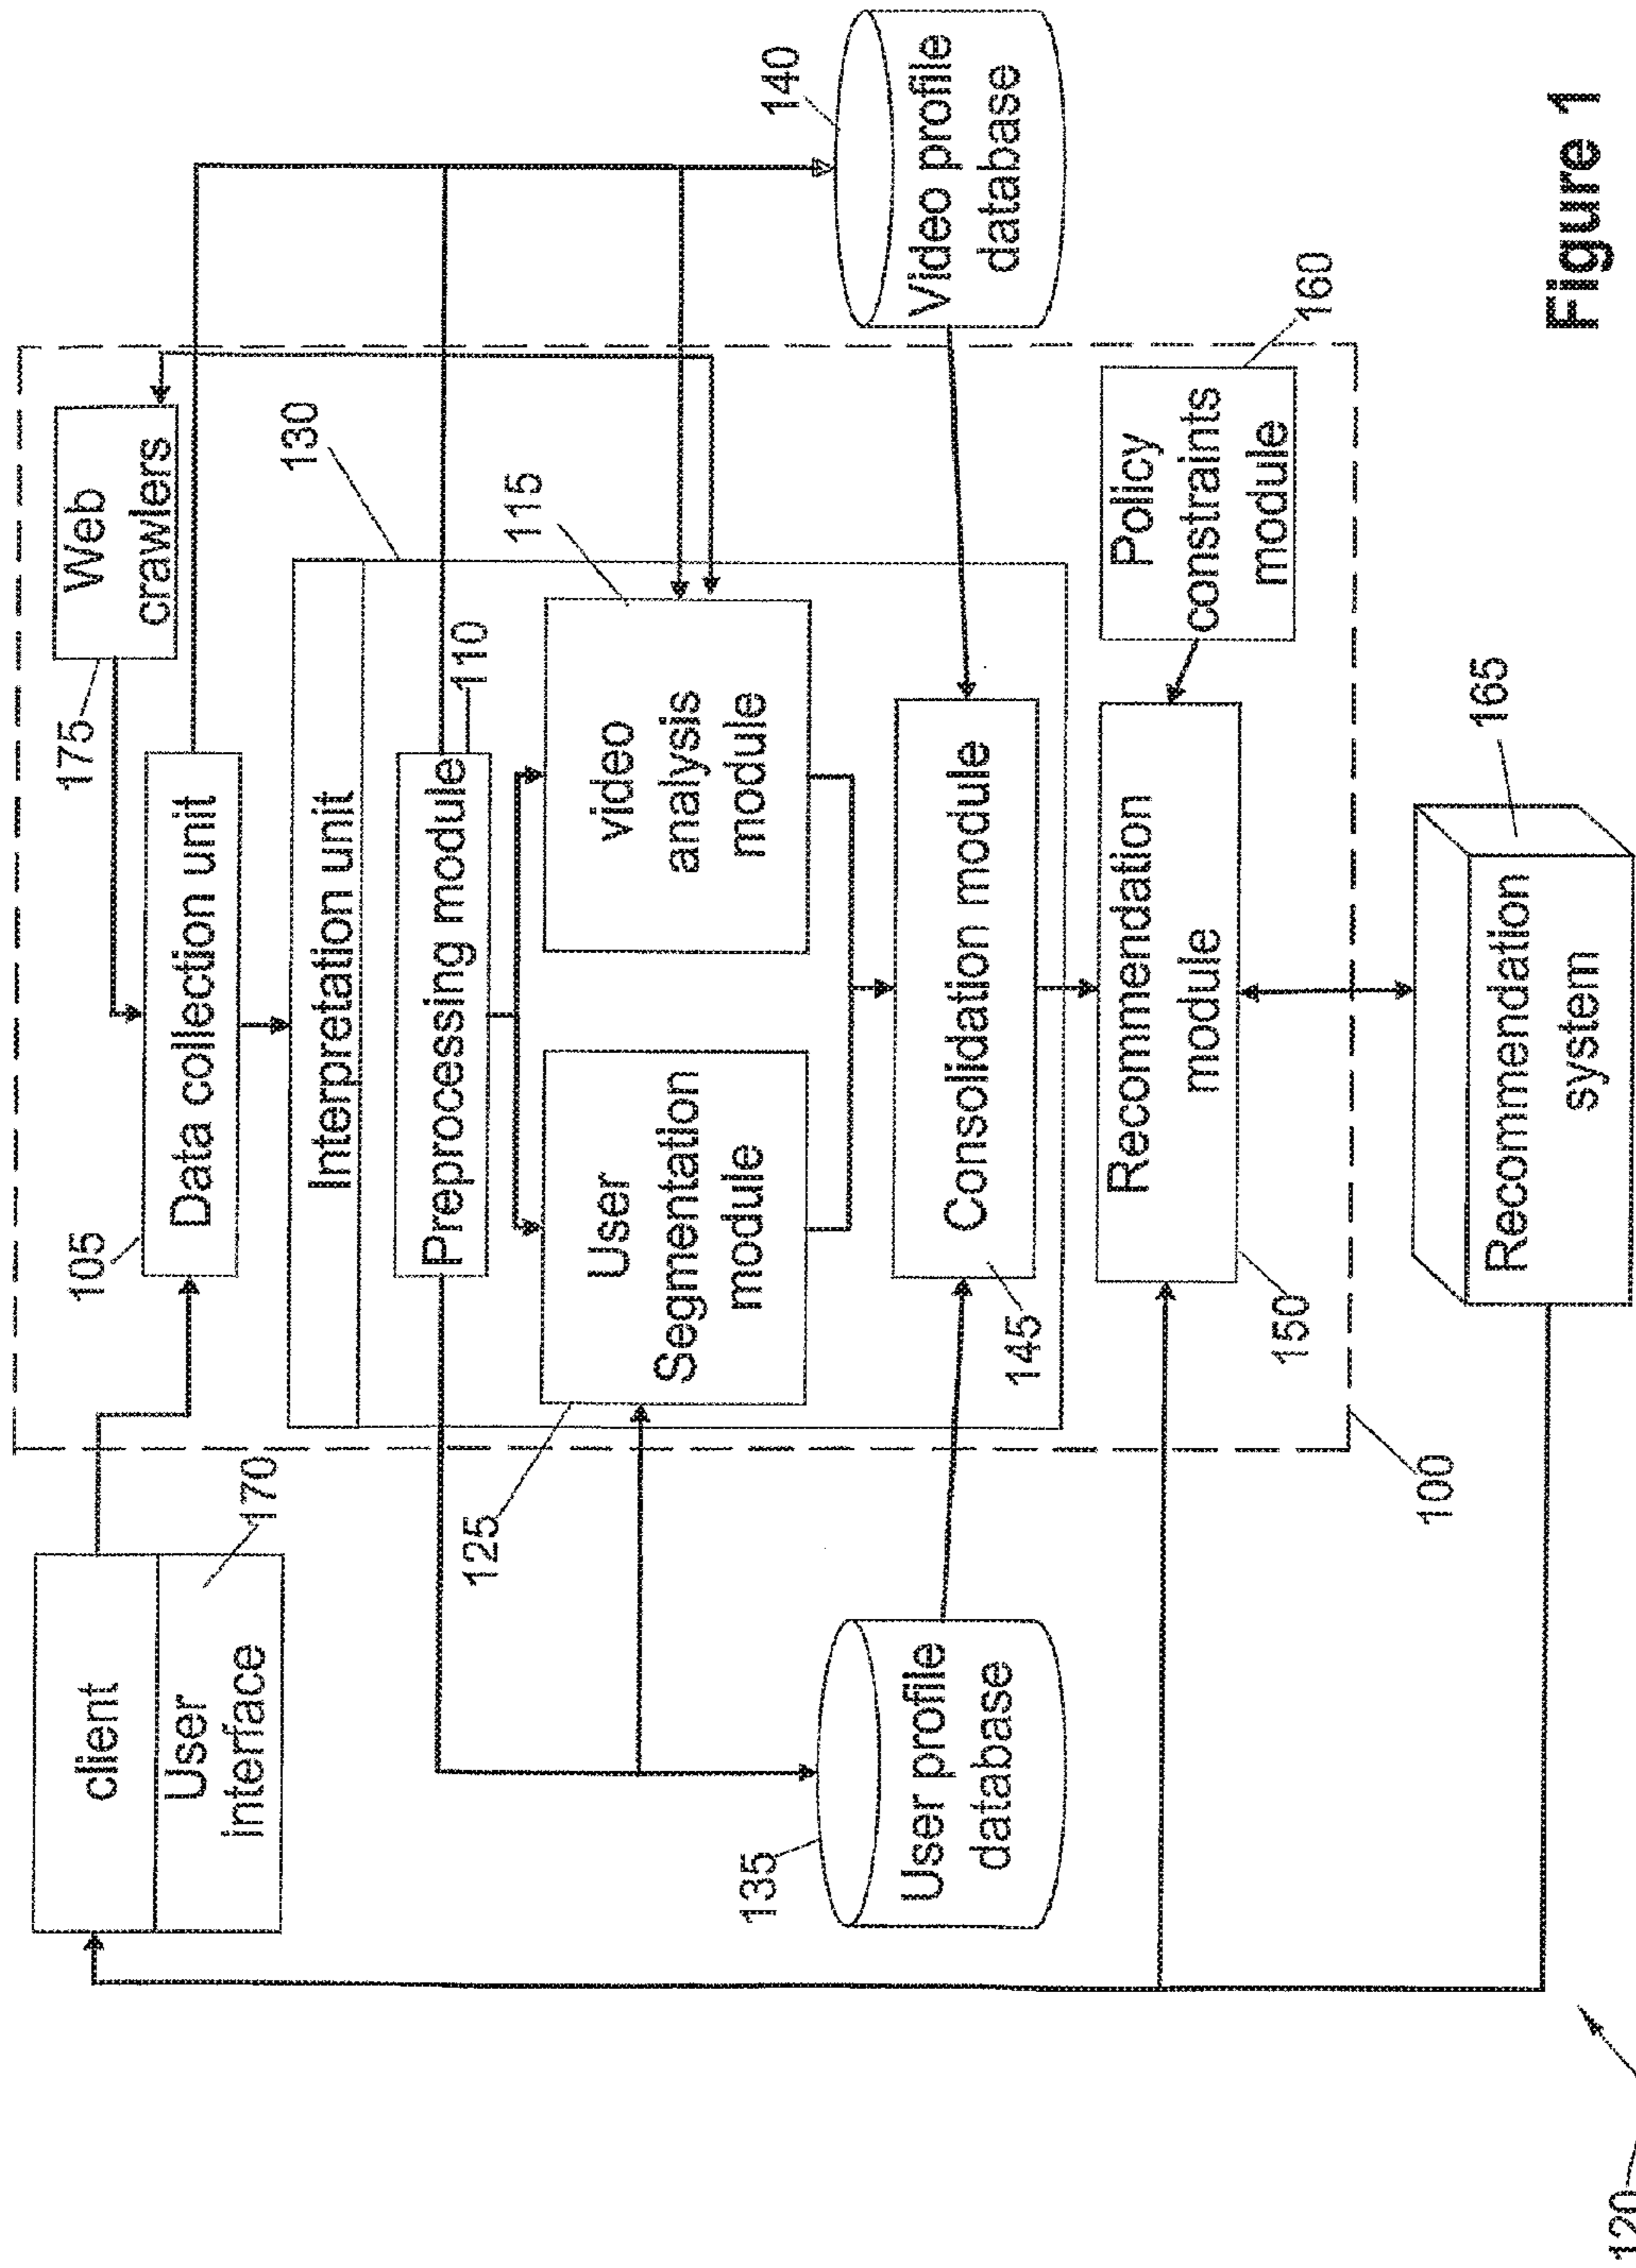 client
User
interface
170
105
Data collection unit
175
Web
crawlers
Interpretation unit
130
Preprocessing module
110
125
User
Segmentation
module
video
analysis
module
115
135
User profile
database
140
Video profile
database
145
Consolidation module
150
Recommendation
module
Policy
constraints
module
160
100
Recommendation
system
165
120
Figure 1